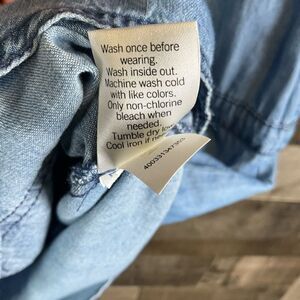 Wash once before
wearing.
Wash inside out.
Machine wash cold
with like colors.
Only non-chlorine
bleach when
needed.
Tumble dry low
Cool iron if